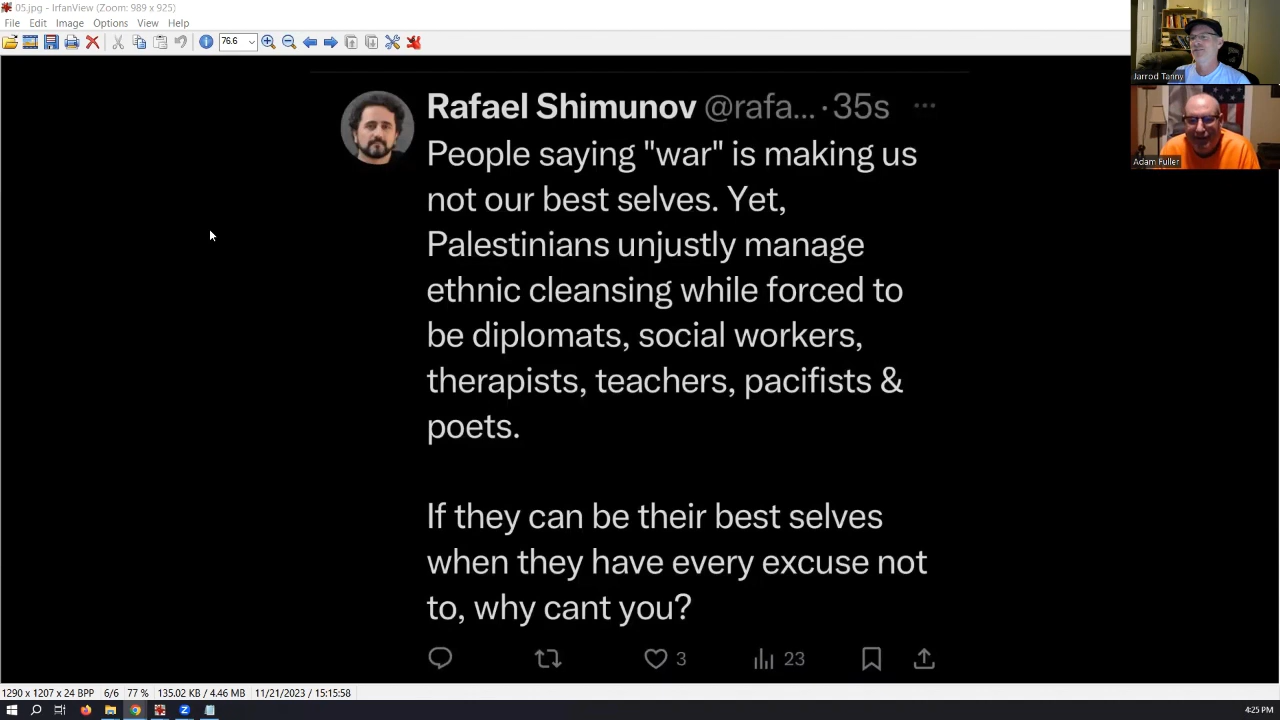 05.jpg - IrfanView (Zoom: 989 x 925)
File Edit Image Options View Help
76.6
Jarrod Tanny
Adam Fuller
Rafael Shimunov @rafa... · 35s
People saying "war" is making us
not our best selves. Yet,
Palestinians unjustly manage
ethnic cleansing while forced to
be diplomats, social workers,
therapists, teachers, pacifists &
poets.
If they can be their best selves
when they have every excuse not
to, why cant you?
3 23
1290 x 1207 x 24 BPP 6/6 77 % 135.02 KB / 4.46 MB 11/21/2023 / 15:15:58
4:25 PM